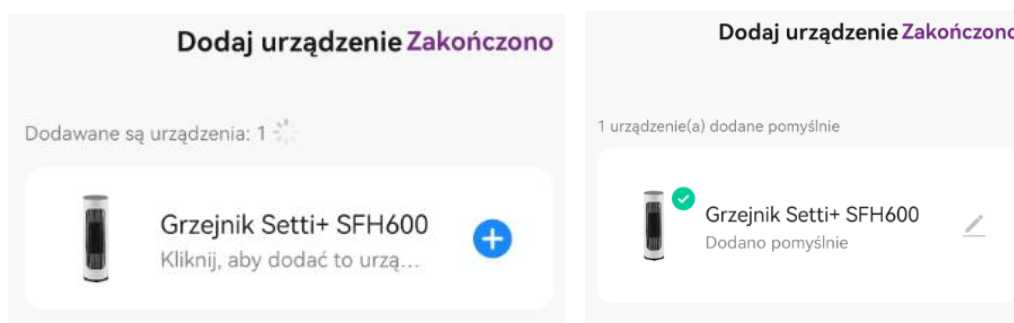 Dodaj urządzenie Zakończono
Dodawane są urządzenia: 1
Grzejnik Setti+ SFH600
Kliknij, aby dodać to urzą...
Dodaj urządzenie Zakończono
1 urządzenie(a) dodane pomyślnie
Grzejnik Setti+ SFH600
Dodano pomyślnie